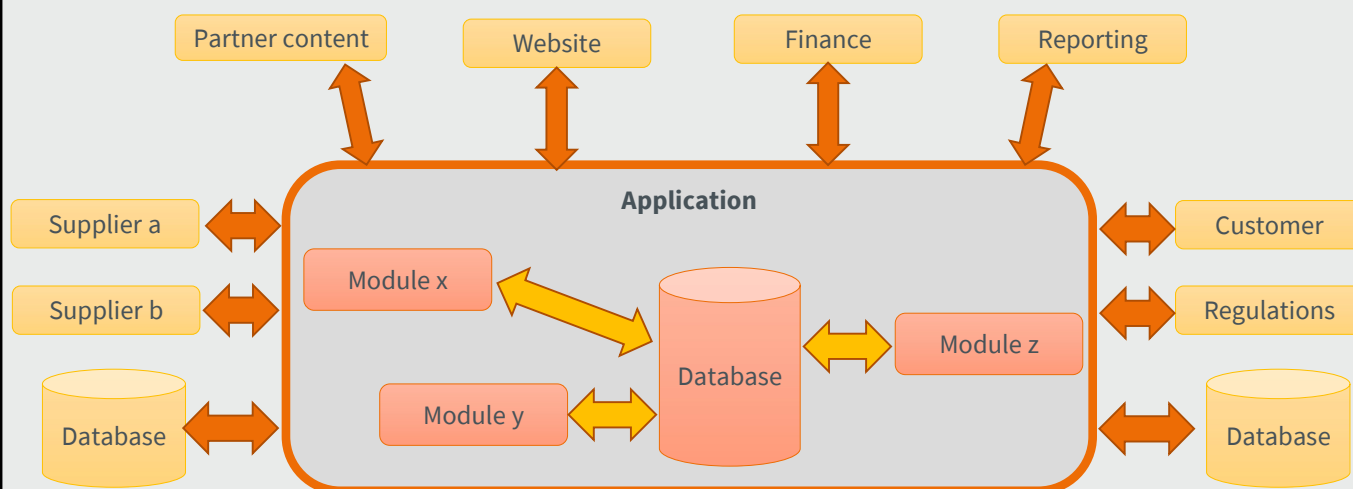 Partner content
Website
Finance
Reporting
Application
Supplier a
Customer
Module x
Supplier b
Regulations
Module z
Database
Module y
Database
Database